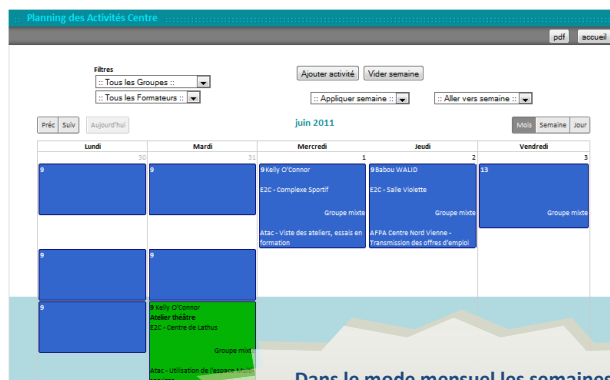 Planning des Activités Centre
pdf accueil
Filtres
:: Tous les Groupes ::
:: Tous les Formateurs ::
Ajouter activité Vider semaine
:: Appliquer semaine :: :: Aller vers semaine ::
Préc Suiv Aujourd'hui
juin 2011
Mois Semaine Jour
Lundi Mardi Mercredi Jeudi Vendredi
30 31 1 2 3
9
9
9 Kelly O'Connor
E2C - Complexe Sportif
Groupe mixte
Atac - Viste des ateliers, essais en
formation
9 Babou WALID
E2C - Salle Violette
Groupe mixte
AFPA Centre Nord Vienne -
Transmission des offres d'emploi
13
Groupe mixte
9
9
9
9 Kelly O'Connor
Atelier théâtre
E2C - Centre de Lathus
Groupe mixte
Atac - Utilisation de l'espace
Dans le mode mensuel les semaines